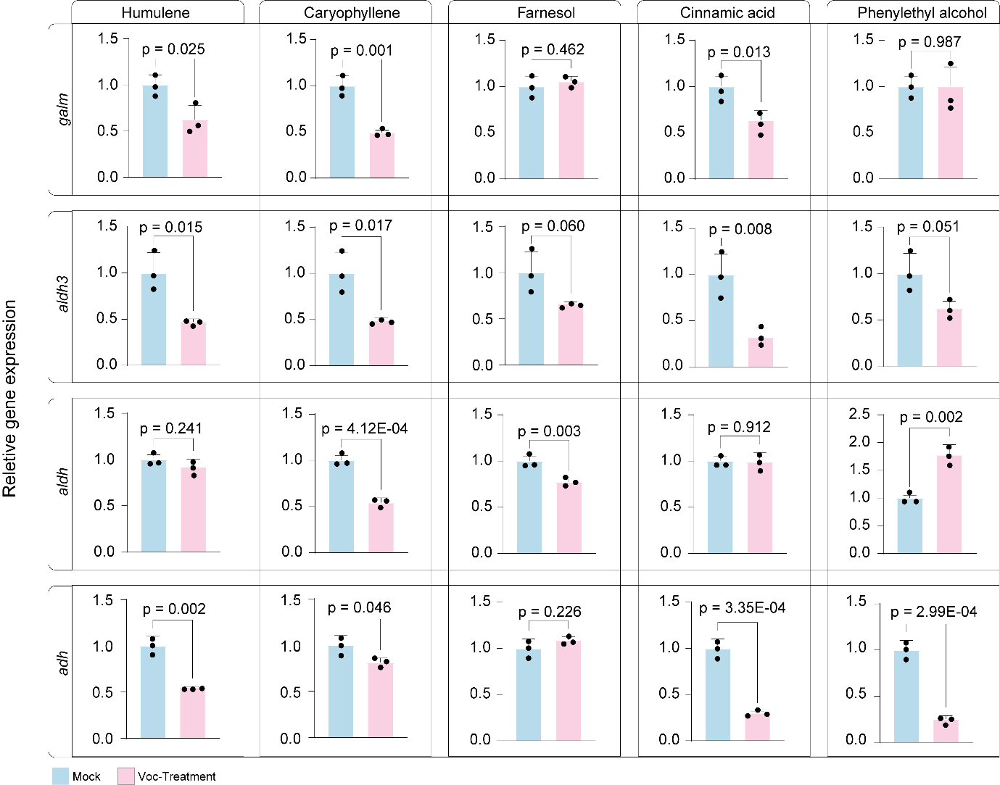 Humulene Caryophyllene Farnesol Cinnamic acid Phenylethyl alcohol
Reletive gene expression
galm
1.5 1.0 0.5 0.0 p = 0.025
1.5 1.0 0.5 0.0 p = 0.001
1.5 1.0 0.5 0.0 p = 0.462
1.5 1.0 0.5 0.0 p = 0.013
1.5 1.0 0.5 0.0 p = 0.987
aldh3
1.5 1.0 0.5 0.0 p = 0.015
1.5 1.0 0.5 0.0 p = 0.017
1.5 1.0 0.5 0.0 p = 0.060
1.5 1.0 0.5 0.0 p = 0.008
1.5 1.0 0.5 0.0 p = 0.051
aldh
1.5 1.0 0.5 0.0 p = 0.241
1.5 1.0 0.5 0.0 p = 4.12E-04
1.5 1.0 0.5 0.0 p = 0.003
1.5 1.0 0.5 0.0 p = 0.912
2.5 2.0 1.5 1.0 0.5 0.0 p = 0.002
adh
1.5 1.0 0.5 0.0 p = 0.002
1.5 1.0 0.5 0.0 p = 0.046
1.5 1.0 0.5 0.0 p = 0.226
1.5 1.0 0.5 0.0 p = 3.35E-04
1.5 1.0 0.5 0.0 p = 2.99E-04
Mock Voc-Treatment